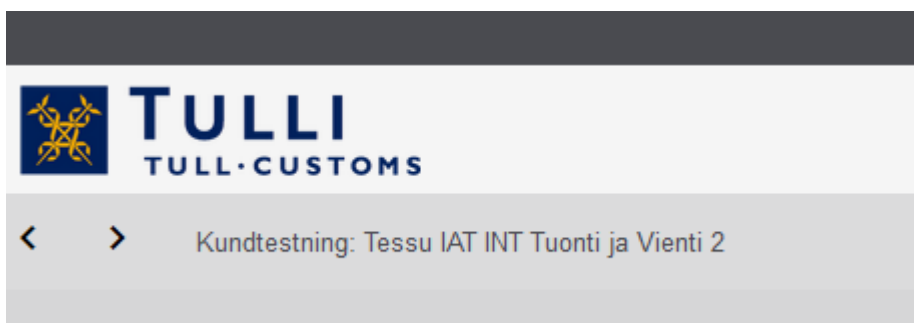 TULLI
TULL·CUSTOMS
Kundtestning: Tessu IAT INT Tuonti ja Vienti 2